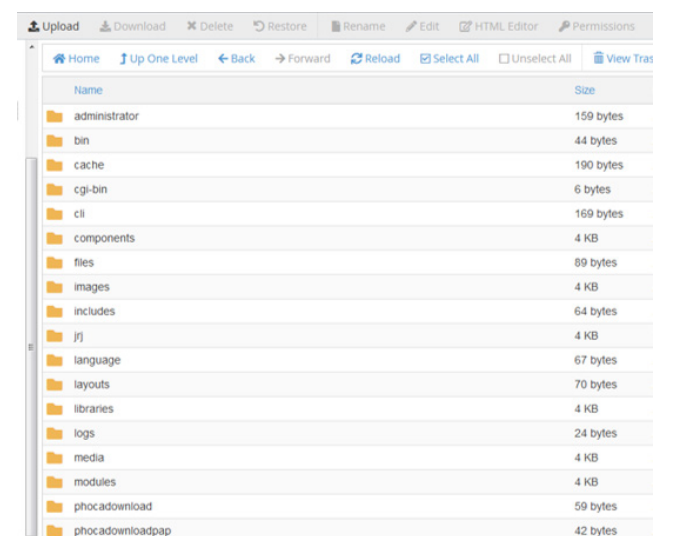 Upload Download Delete Restore Rename Edit HTML Editor Permissions
Home Up One Level Back Forward Reload Select All Unselect All View Tras
Name Size
administrator 159 bytes
bin 44 bytes
cache 190 bytes
cgi-bin 6 bytes
cli 169 bytes
components 4 KB
files 89 bytes
images 4 KB
includes 64 bytes
jrj 4 KB
language 67 bytes
layouts 70 bytes
libraries 4 KB
logs 24 bytes
media 4 KB
modules 4 KB
phocadownload 59 bytes
phocadownloadpap 42 bytes